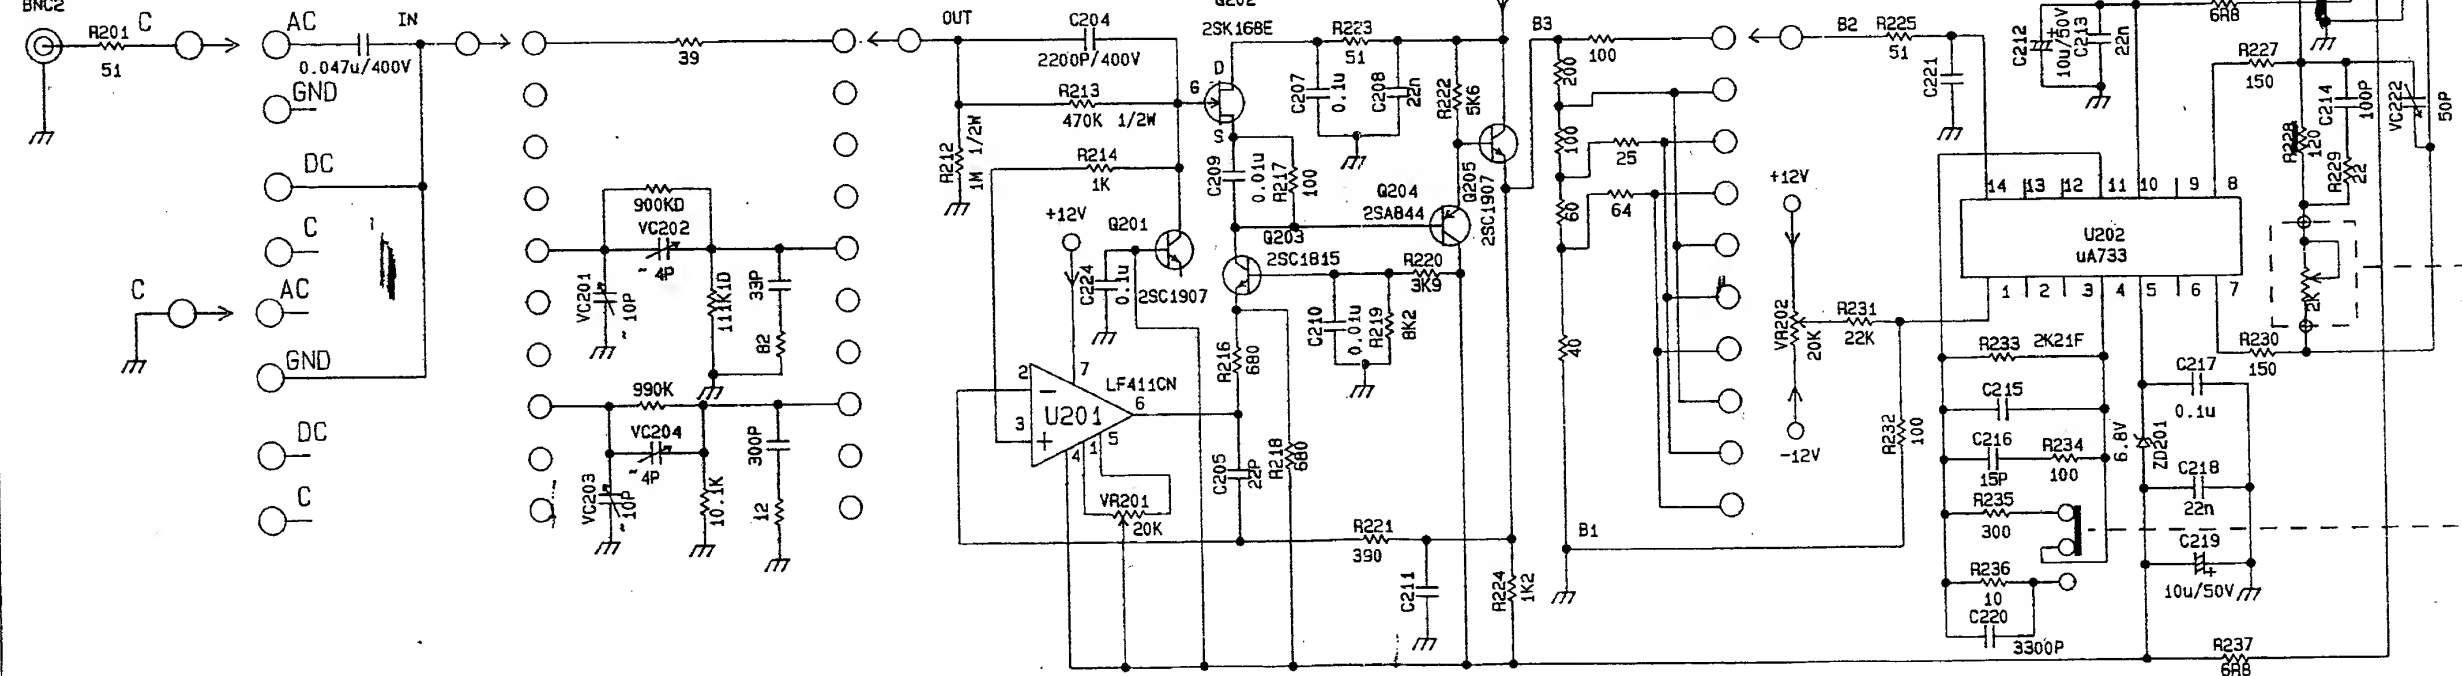 BNC2
R201
51
C
AC
IN
0.047u/400V
GND
DC
C
C
AC
GND
DC
C
39
900KD
VC202
~ 4P
VC201
~ 10P
111K1D
33P
82
990K
VC204
~ 4P
VC203
~ 10P
10.1K
300P
12
OUT
C204
2200P/400V
R213
470K 1/2W
R212
1M 1/2W
R214
1K
+12V
Q201
2SC1907
C224
0.1u
Q202
2SK168E
D
G
S
R223
51
C207
0.1u
C208
22n
R222
5K6
C209
0.01u
R217
100
Q204
2SA844
Q205
2SC1907
Q203
2SC1815
R220
3K9
C210
0.01u
R219
8K2
R216
680
LF411CN
U201
2
3
7
6
4
1
5
C205
22P
R218
680
VR201
20K
R221
390
C211
R224
1K2
B3
100
200
100
25
60
64
40
B1
B2
R225
51
C221
+12V
VR202
20K
-12V
R231
22K
R232
100
C212
10u/50V
C213
22n
6R8
R227
150
C214
100P
VC222
50P
R228
120
R229
22
14
13
12
11
10
9
8
U202
uA733
1
2
3
4
5
6
7
2K
R233
2K21F
R230
150
C215
C216
15P
R234
100
R235
300
R236
10
C220
3300P
6.8V
ZD201
C217
0.1u
C218
22n
C219
10u/50V
R237
6R8